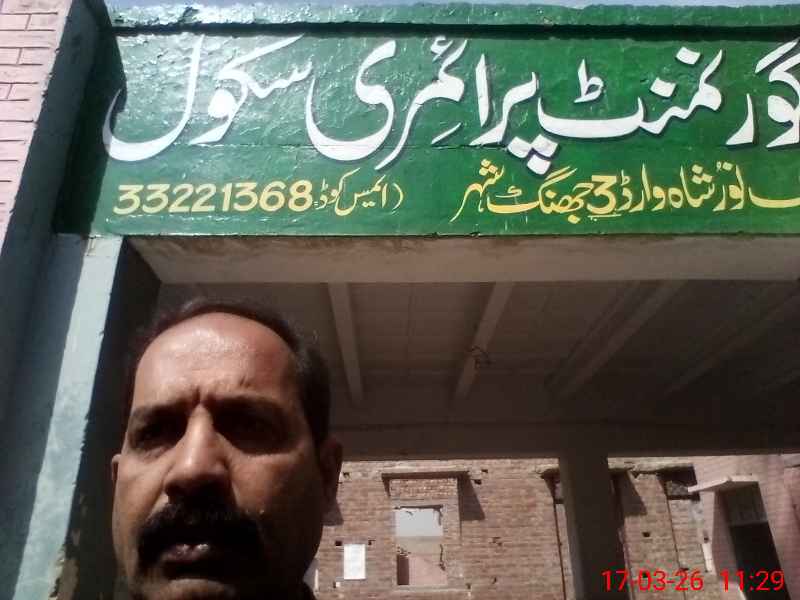 گورنمنٹ پرائمری سکول
نور شاہ وارڈ 3 جھنگ شہر (ایمس کوڈ: 33221368
17-03-26 11:29